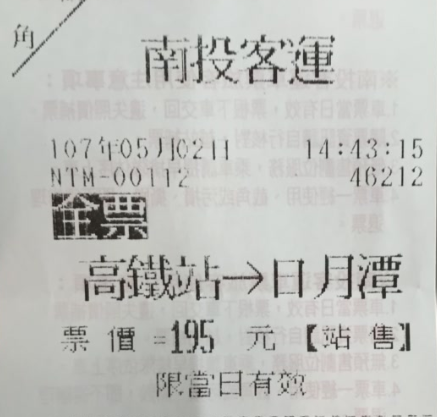 角
南投客運
107年05月02日 14:43:15
NTM-00112 46212
全票
高鐵站→日月潭
票價=195 元【站售】
限當日有效